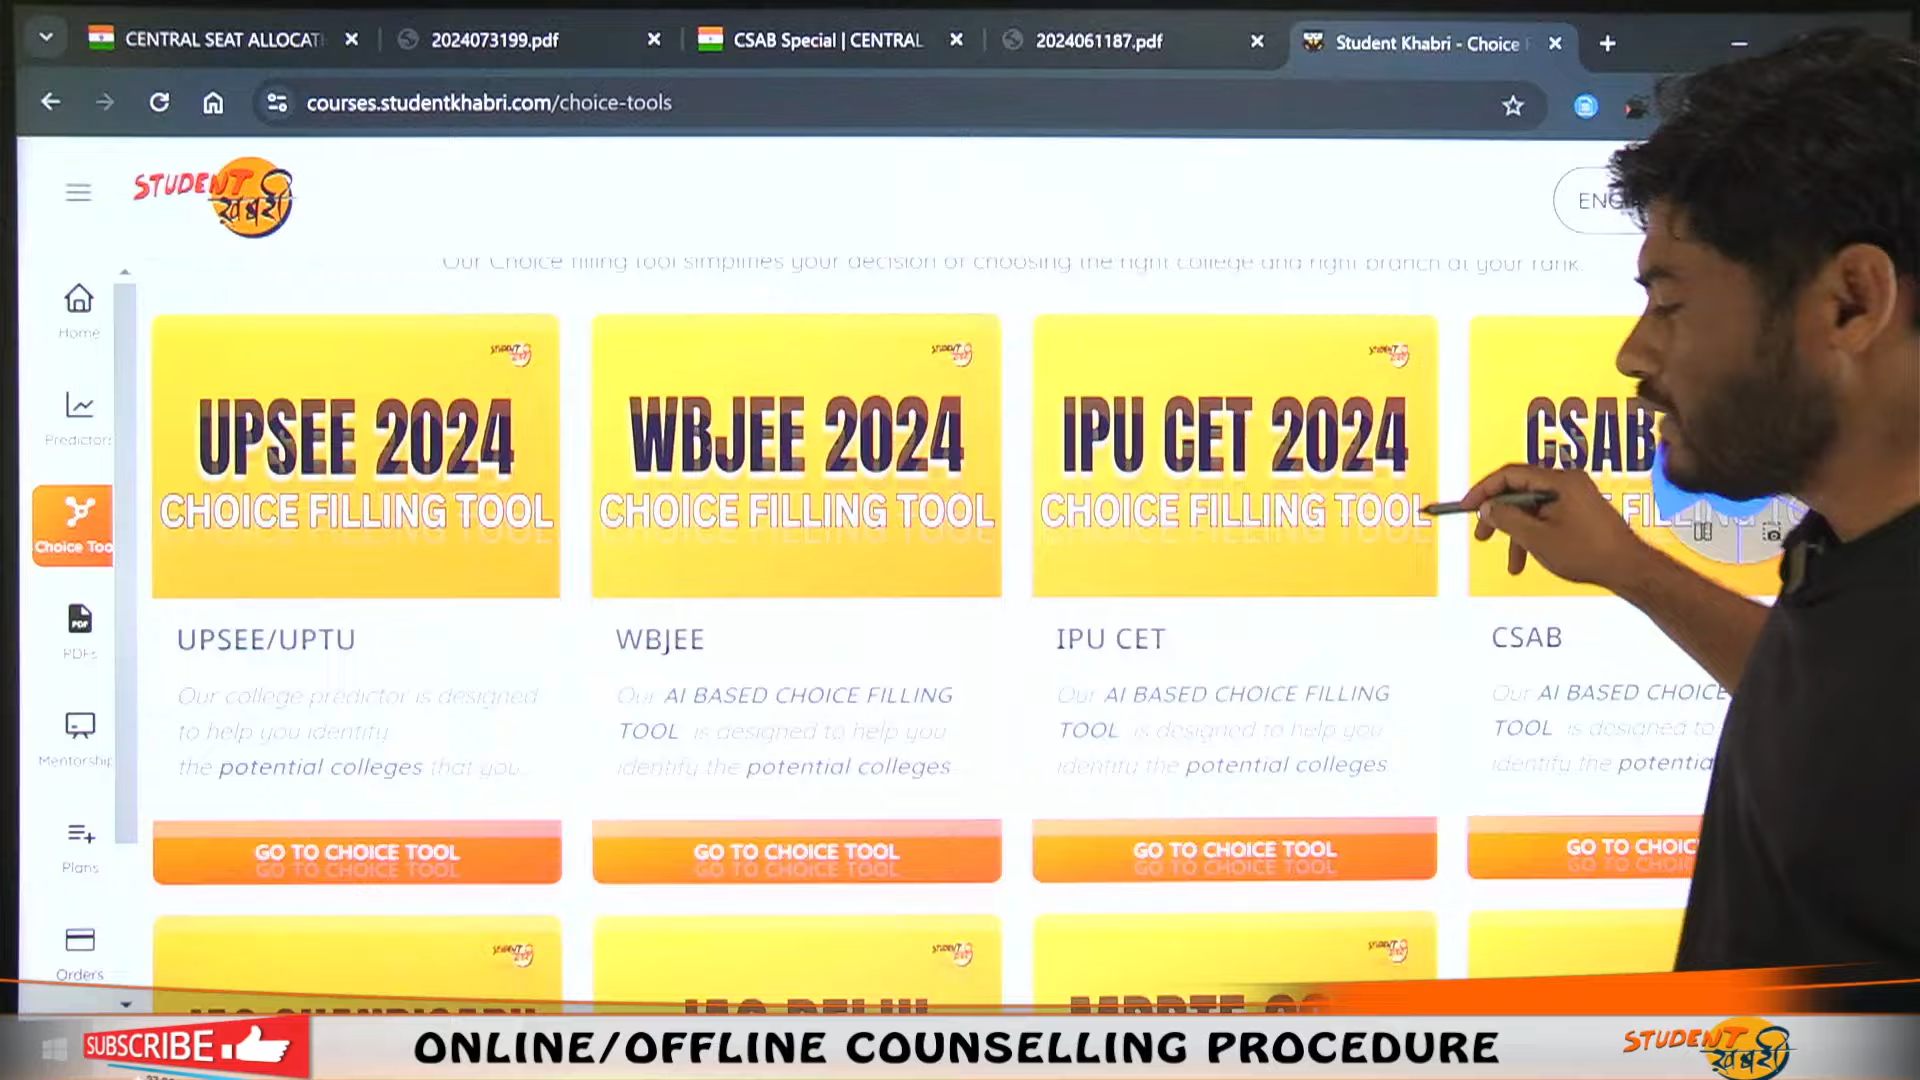 CENTRAL SEAT ALLOCAT
2024073199.pdf
CSAB Special | CENTRAL
2024061187.pdf
Student Khabri - Choice
courses.studentkhabri.com/choice-tools
STUDENT
ख़बरी
ENG
Our Choice filling tool simplifies your decision of choosing the right college and right branch at your rank.
Home
Predictors
Choice Too
PDF
PDFs
Mentorship
Plans
Orders
UPSEE 2024
CHOICE FILLING TOOL
UPSEE/UPTU
Our college predictor is designed
to help you identify
the potential colleges that you...
GO TO CHOICE TOOL
WBJEE 2024
CHOICE FILLING TOOL
WBJEE
Our AI BASED CHOICE FILLING
TOOL is designed to help you
identify the potential colleges
GO TO CHOICE TOOL
IPU CET 2024
CHOICE FILLING TOOL
IPU CET
Our AI BASED CHOICE FILLING
TOOL is designed to help you
identify the potential colleges
GO TO CHOICE TOOL
CSAB
CSAB
Our AI BASED CHOICE
TOOL is designed to
identify the potentia
GO TO CHOIC
SUBSCRIBE
ONLINE/OFFLINE COUNSELLING PROCEDURE
STUDENT
ख़बरी